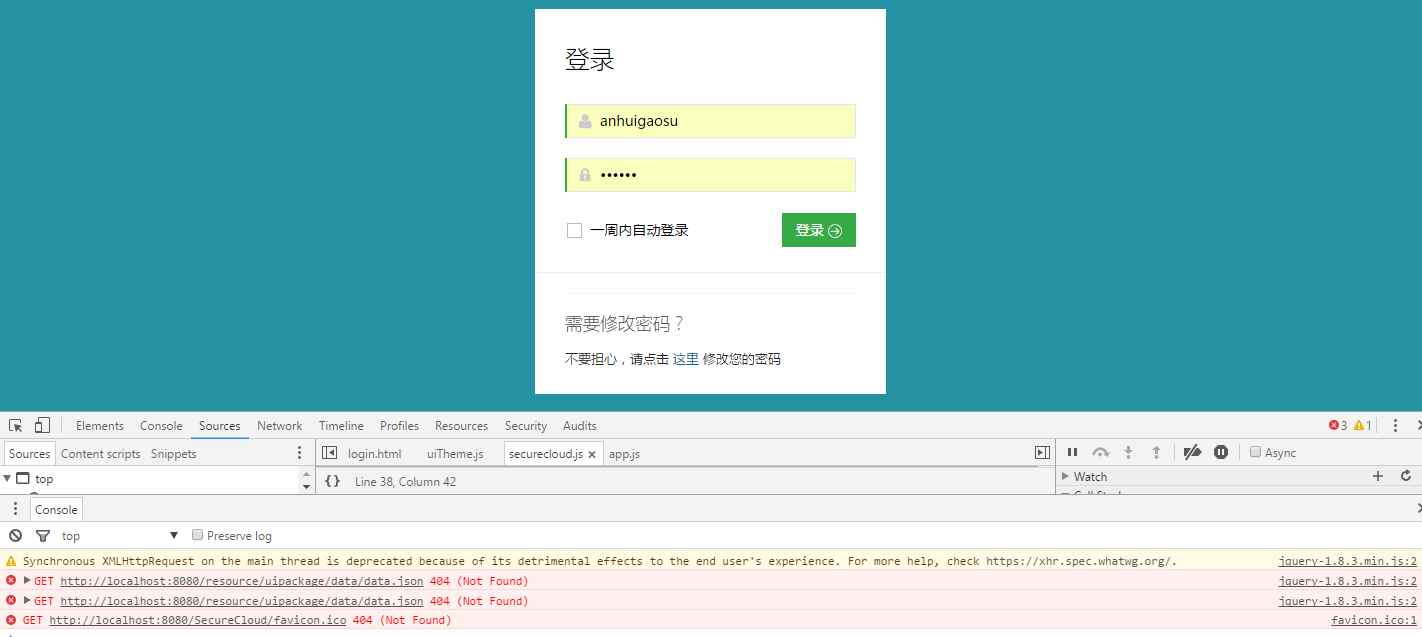 登录
anhuigaosu
••••••
一周内自动登录 登录
需要修改密码？
不要担心，请点击 这里 修改您的密码
Elements Console Sources Network Timeline Profiles Resources Security Audits 3 1
Sources Content scripts Snippets login.html uiTheme.js securecloud.js × app.js Async
top {} Line 38, Column 42 Watch
Console
top ▼ Preserve log
Synchronous XMLHttpRequest on the main thread is deprecated because of its detrimental effects to the end user's experience. For more help, check https://xhr.spec.whatwg.org/. jquery-1.8.3.min.js:2
GET http://localhost:8080/resource/uipackage/data/data.json 404 (Not Found) jquery-1.8.3.min.js:2
GET http://localhost:8080/resource/uipackage/data/data.json 404 (Not Found) jquery-1.8.3.min.js:2
GET http://localhost:8080/SecureCloud/favicon.ico 404 (Not Found) favicon.ico:1